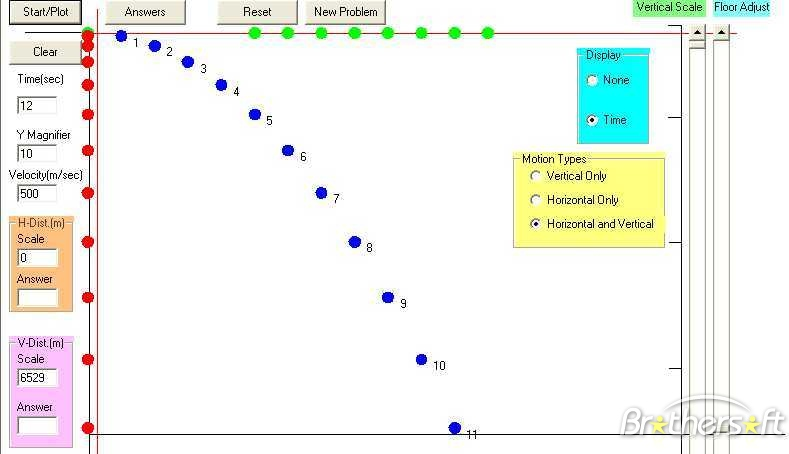 Start/Plot
Answers
Reset
New Problem
Vertical Scale
Floor Adjust
Clear
Time(sec)
12
Y Magnifier
10
Velocity(m/sec)
500
H-Dist.(m)
Scale
0
Answer
V-Dist.(m)
Scale
6529
Answer
1
2
3
4
5
6
7
8
9
10
11
Display
None
Time
Motion Types
Vertical Only
Horizontal Only
Horizontal and Vertical
Brothersoft